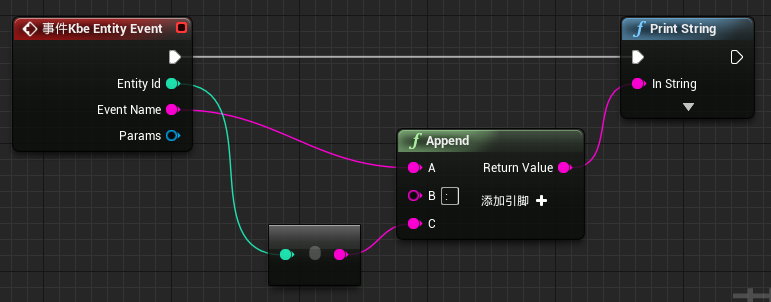 事件Kbe Entity Event
Entity Id
Event Name
Params
f Print String
In String
f Append
A
Return Value
B
:
添加引脚 +
C